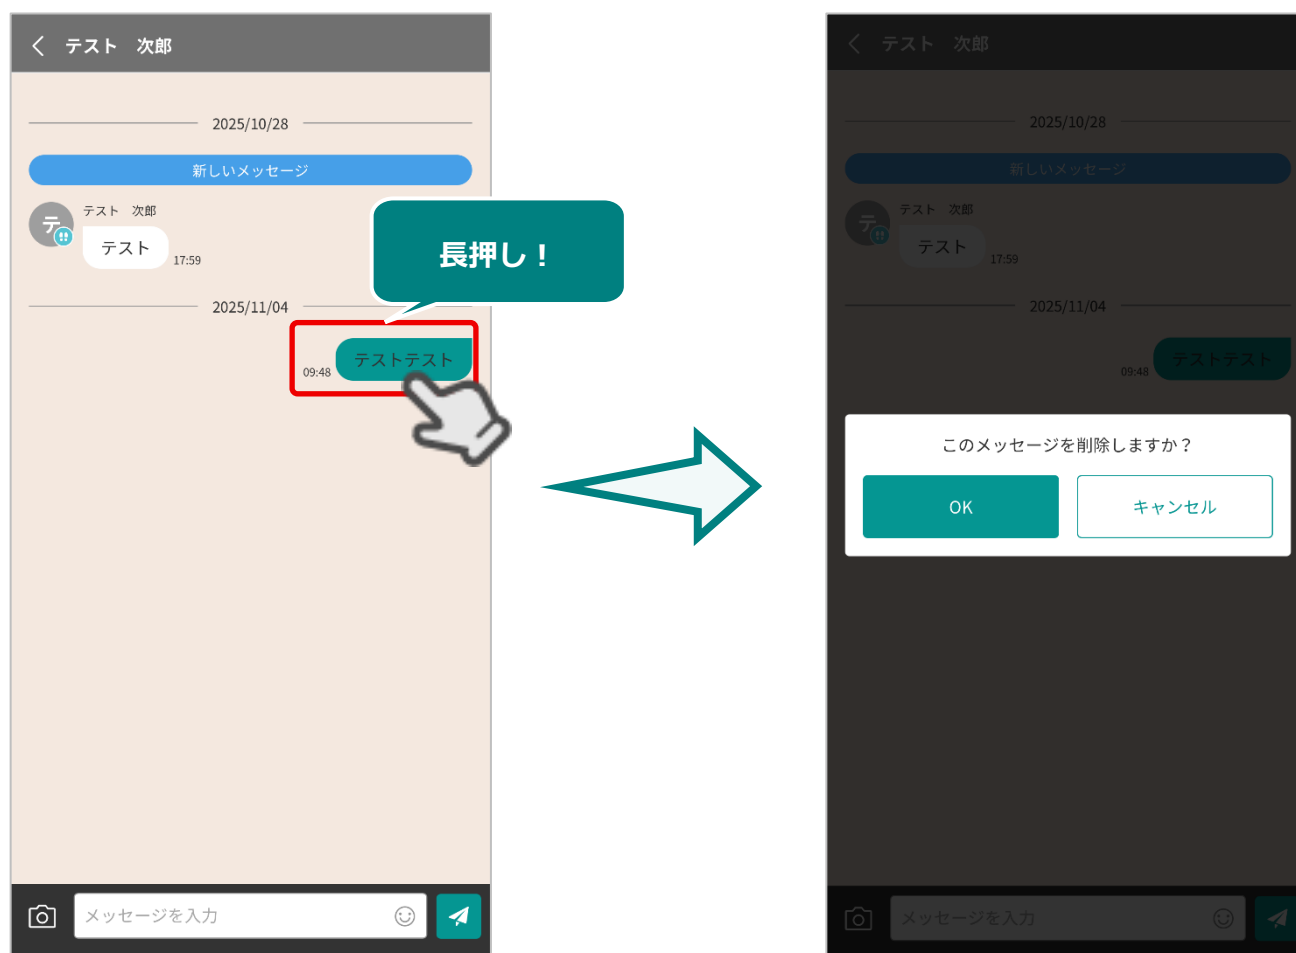 テスト　次郎
2025/10/28
新しいメッセージ
テ
テスト　次郎
テスト
17:59
長押し！
2025/11/04
テストテスト
09:48
メッセージを入力
テスト　次郎
2025/10/28
新しいメッセージ
テ
テスト　次郎
テスト
17:59
2025/11/04
テストテスト
09:48
このメッセージを削除しますか？
OK
キャンセル
メッセージを入力